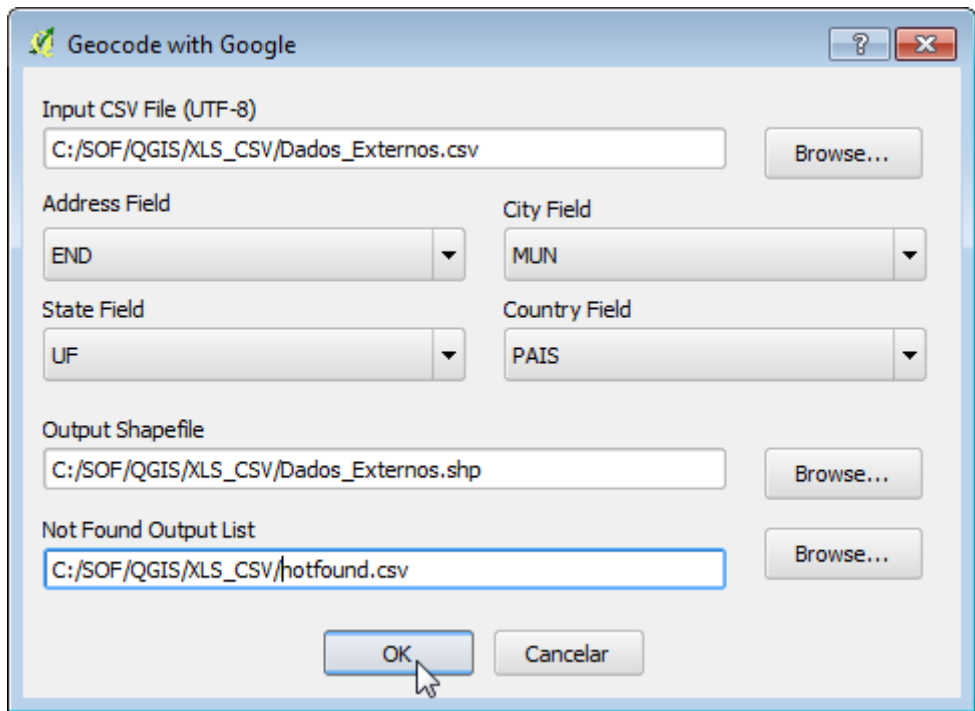 Geocode with Google
Input CSV File (UTF-8)
C:/SOF/QGIS/XLS_CSV/Dados_Externos.csv
Browse...
Address Field
City Field
END
MUN
State Field
Country Field
UF
PAIS
Output Shapefile
C:/SOF/QGIS/XLS_CSV/Dados_Externos.shp
Browse...
Not Found Output List
C:/SOF/QGIS/XLS_CSV/notfound.csv
Browse...
OK
Cancelar